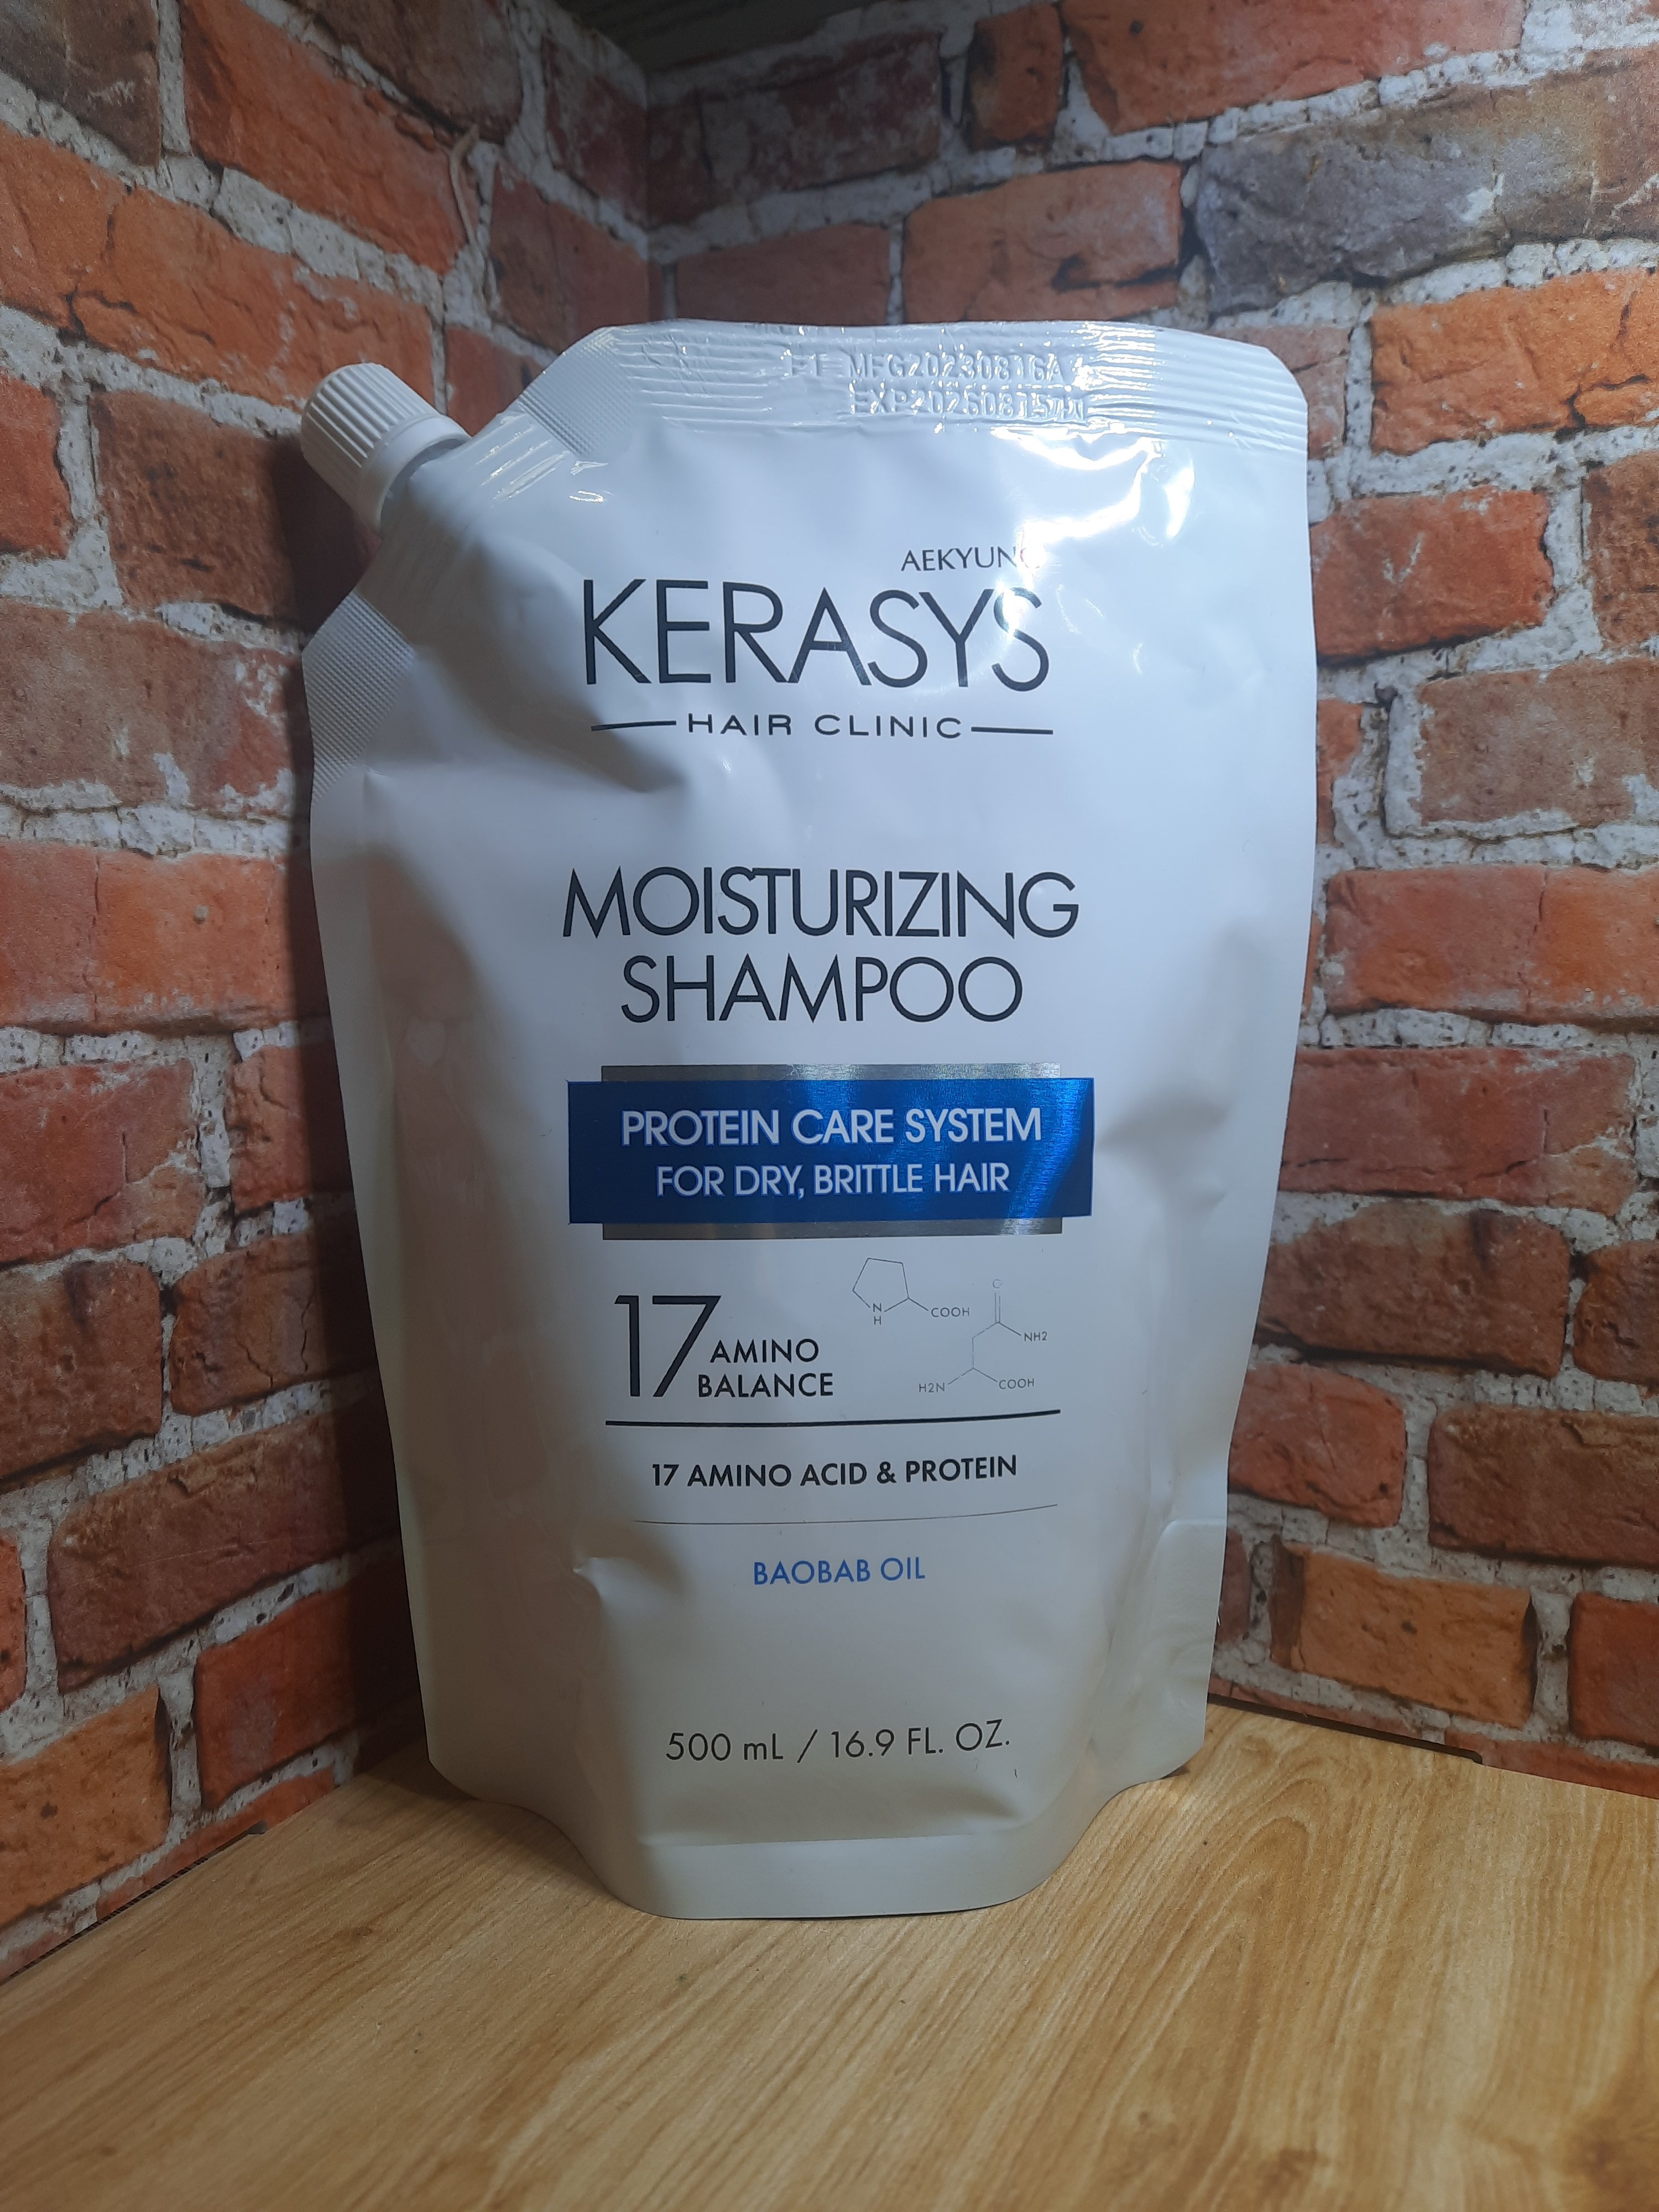 MFG20230816A
AEKYUNG
KERASYS
HAIR CLINIC
MOISTURIZING
SHAMPOO
PROTEIN CARE SYSTEM
FOR DRY, BRITTLE HAIR
17 AMINO
BALANCE
N
H
COOH
NH2
H2N
COOH
17 AMINO ACID & PROTEIN
BAOBAB OIL
500 mL / 16.9 FL. OZ.